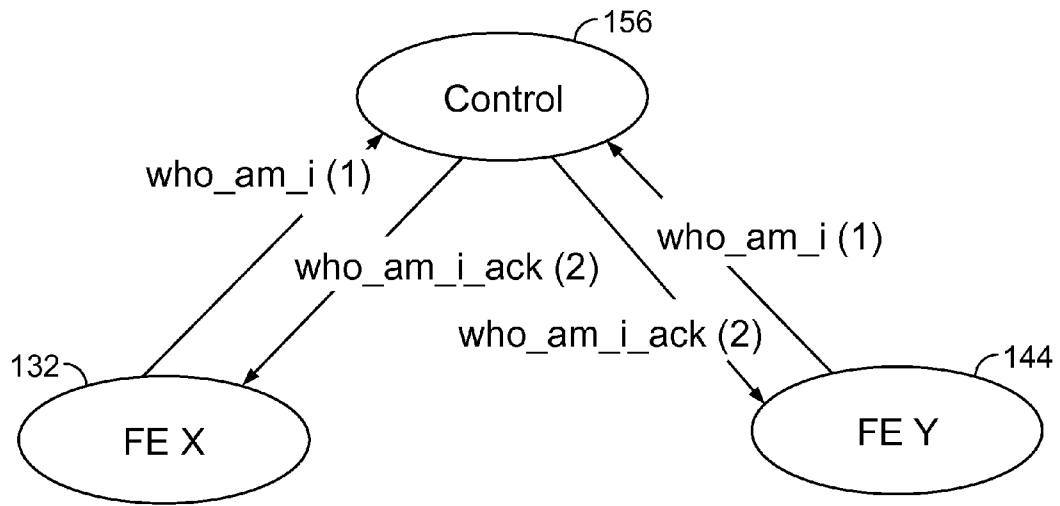 156
Control
who_am_i (1)
who_am_i (1)
who_am_i_ack (2)
who_am_i_ack (2)
132
144
FE X
FE Y